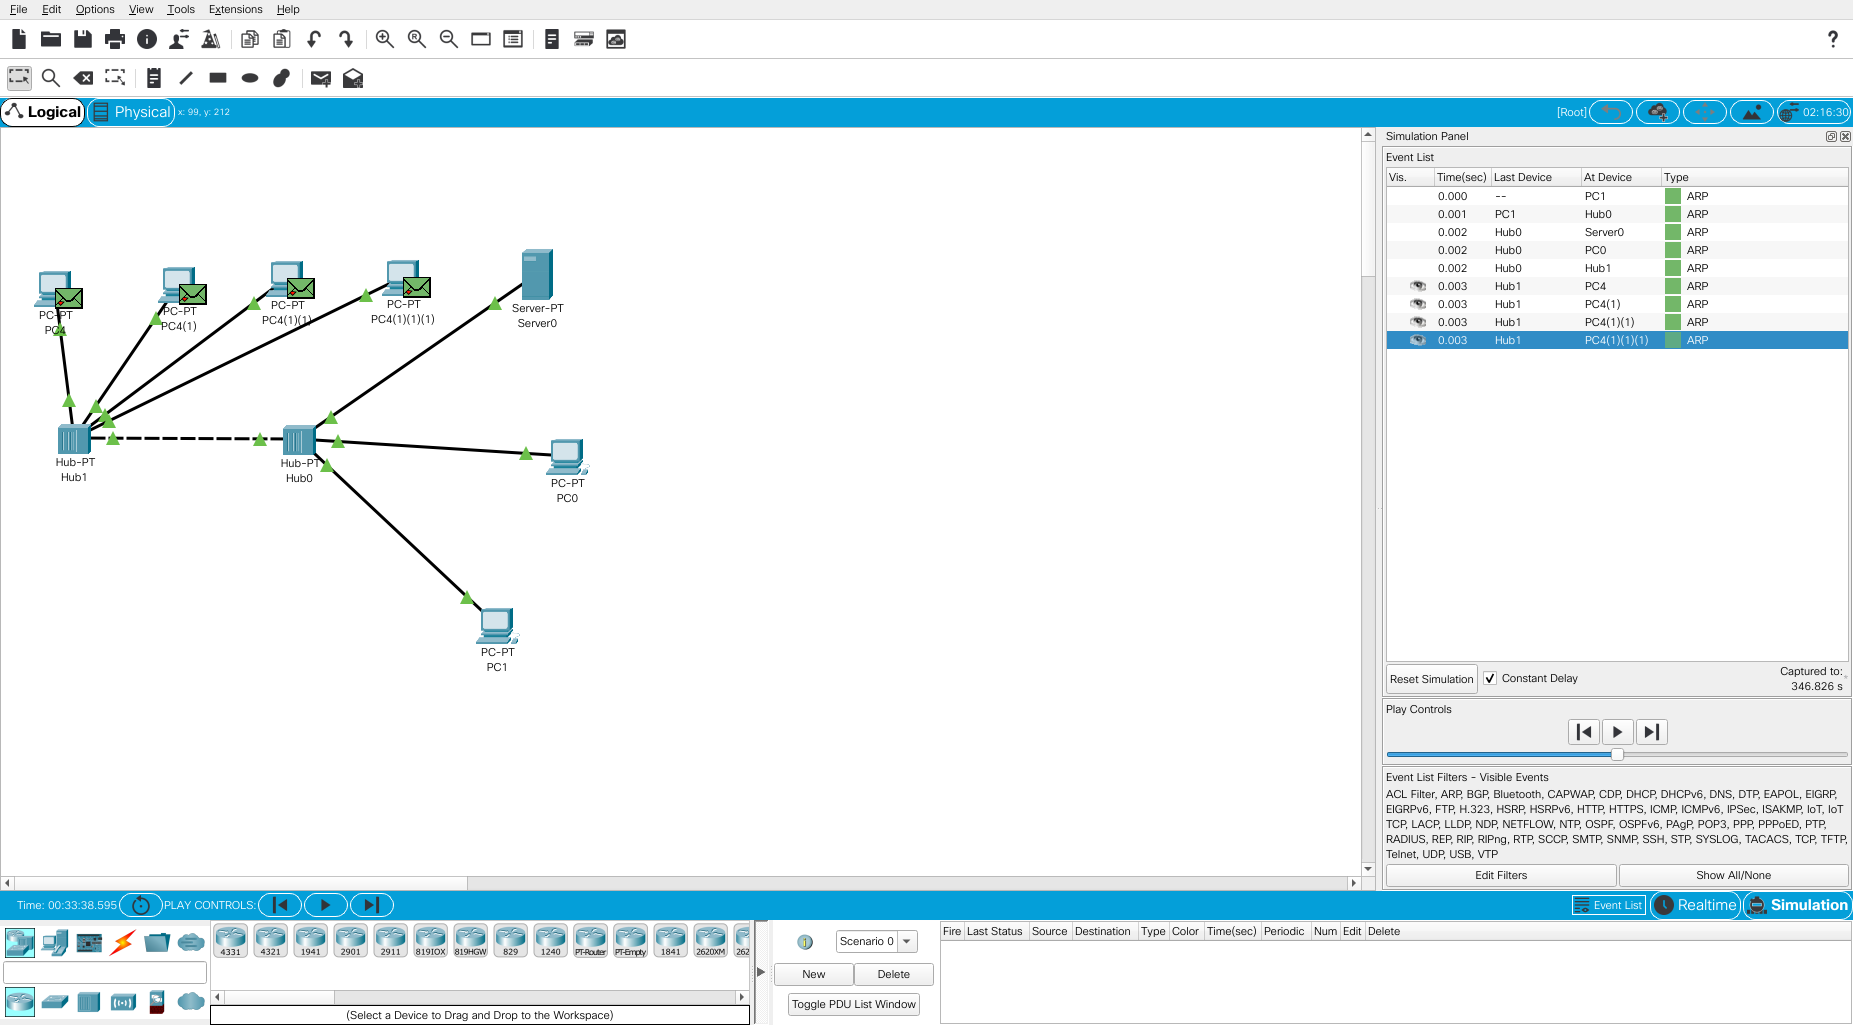 File Edit Options View Tools Extensions Help
?
Logical Physical x: 99, y: 212 [Root] 02:16:30
Simulation Panel
Event List
Vis. Time(sec) Last Device At Device Type
0.000 -- PC1 ARP
0.001 PC1 Hub0 ARP
0.002 Hub0 Server0 ARP
0.002 Hub0 PC0 ARP
0.002 Hub0 Hub1 ARP
0.003 Hub1 PC4 ARP
0.003 Hub1 PC4(1) ARP
0.003 Hub1 PC4(1)(1) ARP
0.003 Hub1 PC4(1)(1)(1) ARP
PC-PT
PC4
PC-PT
PC4(1)
PC-PT
PC4(1)(1)
PC-PT
PC4(1)(1)(1)
Server-PT
Server0
Hub-PT
Hub1
Hub-PT
Hub0
PC-PT
PC0
PC-PT
PC1
Reset Simulation Constant Delay Captured to:
346.826 s
Play Controls
Event List Filters - Visible Events
ACL Filter, ARP, BGP, Bluetooth, CAPWAP, CDP, DHCP, DHCPv6, DNS, DTP, EAPOL, EIGRP,
EIGRPv6, FTP, H.323, HSRP, HSRPv6, HTTP, HTTPS, ICMP, ICMPv6, IPSec, ISAKMP, IoT, IoT
TCP, LACP, LLDP, NDP, NETFLOW, NTP, OSPF, OSPFv6, PAgP, POP3, PPP, PPPoED, PTP,
RADIUS, REP, RIP, RIPng, RTP, SCCP, SMTP, SNMP, SSH, STP, SYSLOG, TACACS, TCP, TFTP,
Telnet, UDP, USB, VTP
Edit Filters Show All/None
Time: 00:33:38.595 PLAY CONTROLS: Event List Realtime Simulation
4331 4321 1941 2901 2911 819IOX 819HGW 829 1240 PT-Router PT-Empty 1841 2620XM 262
(Select a Device to Drag and Drop to the Workspace)
Scenario 0
New Delete
Toggle PDU List Window
Fire Last Status Source Destination Type Color Time(sec) Periodic Num Edit Delete